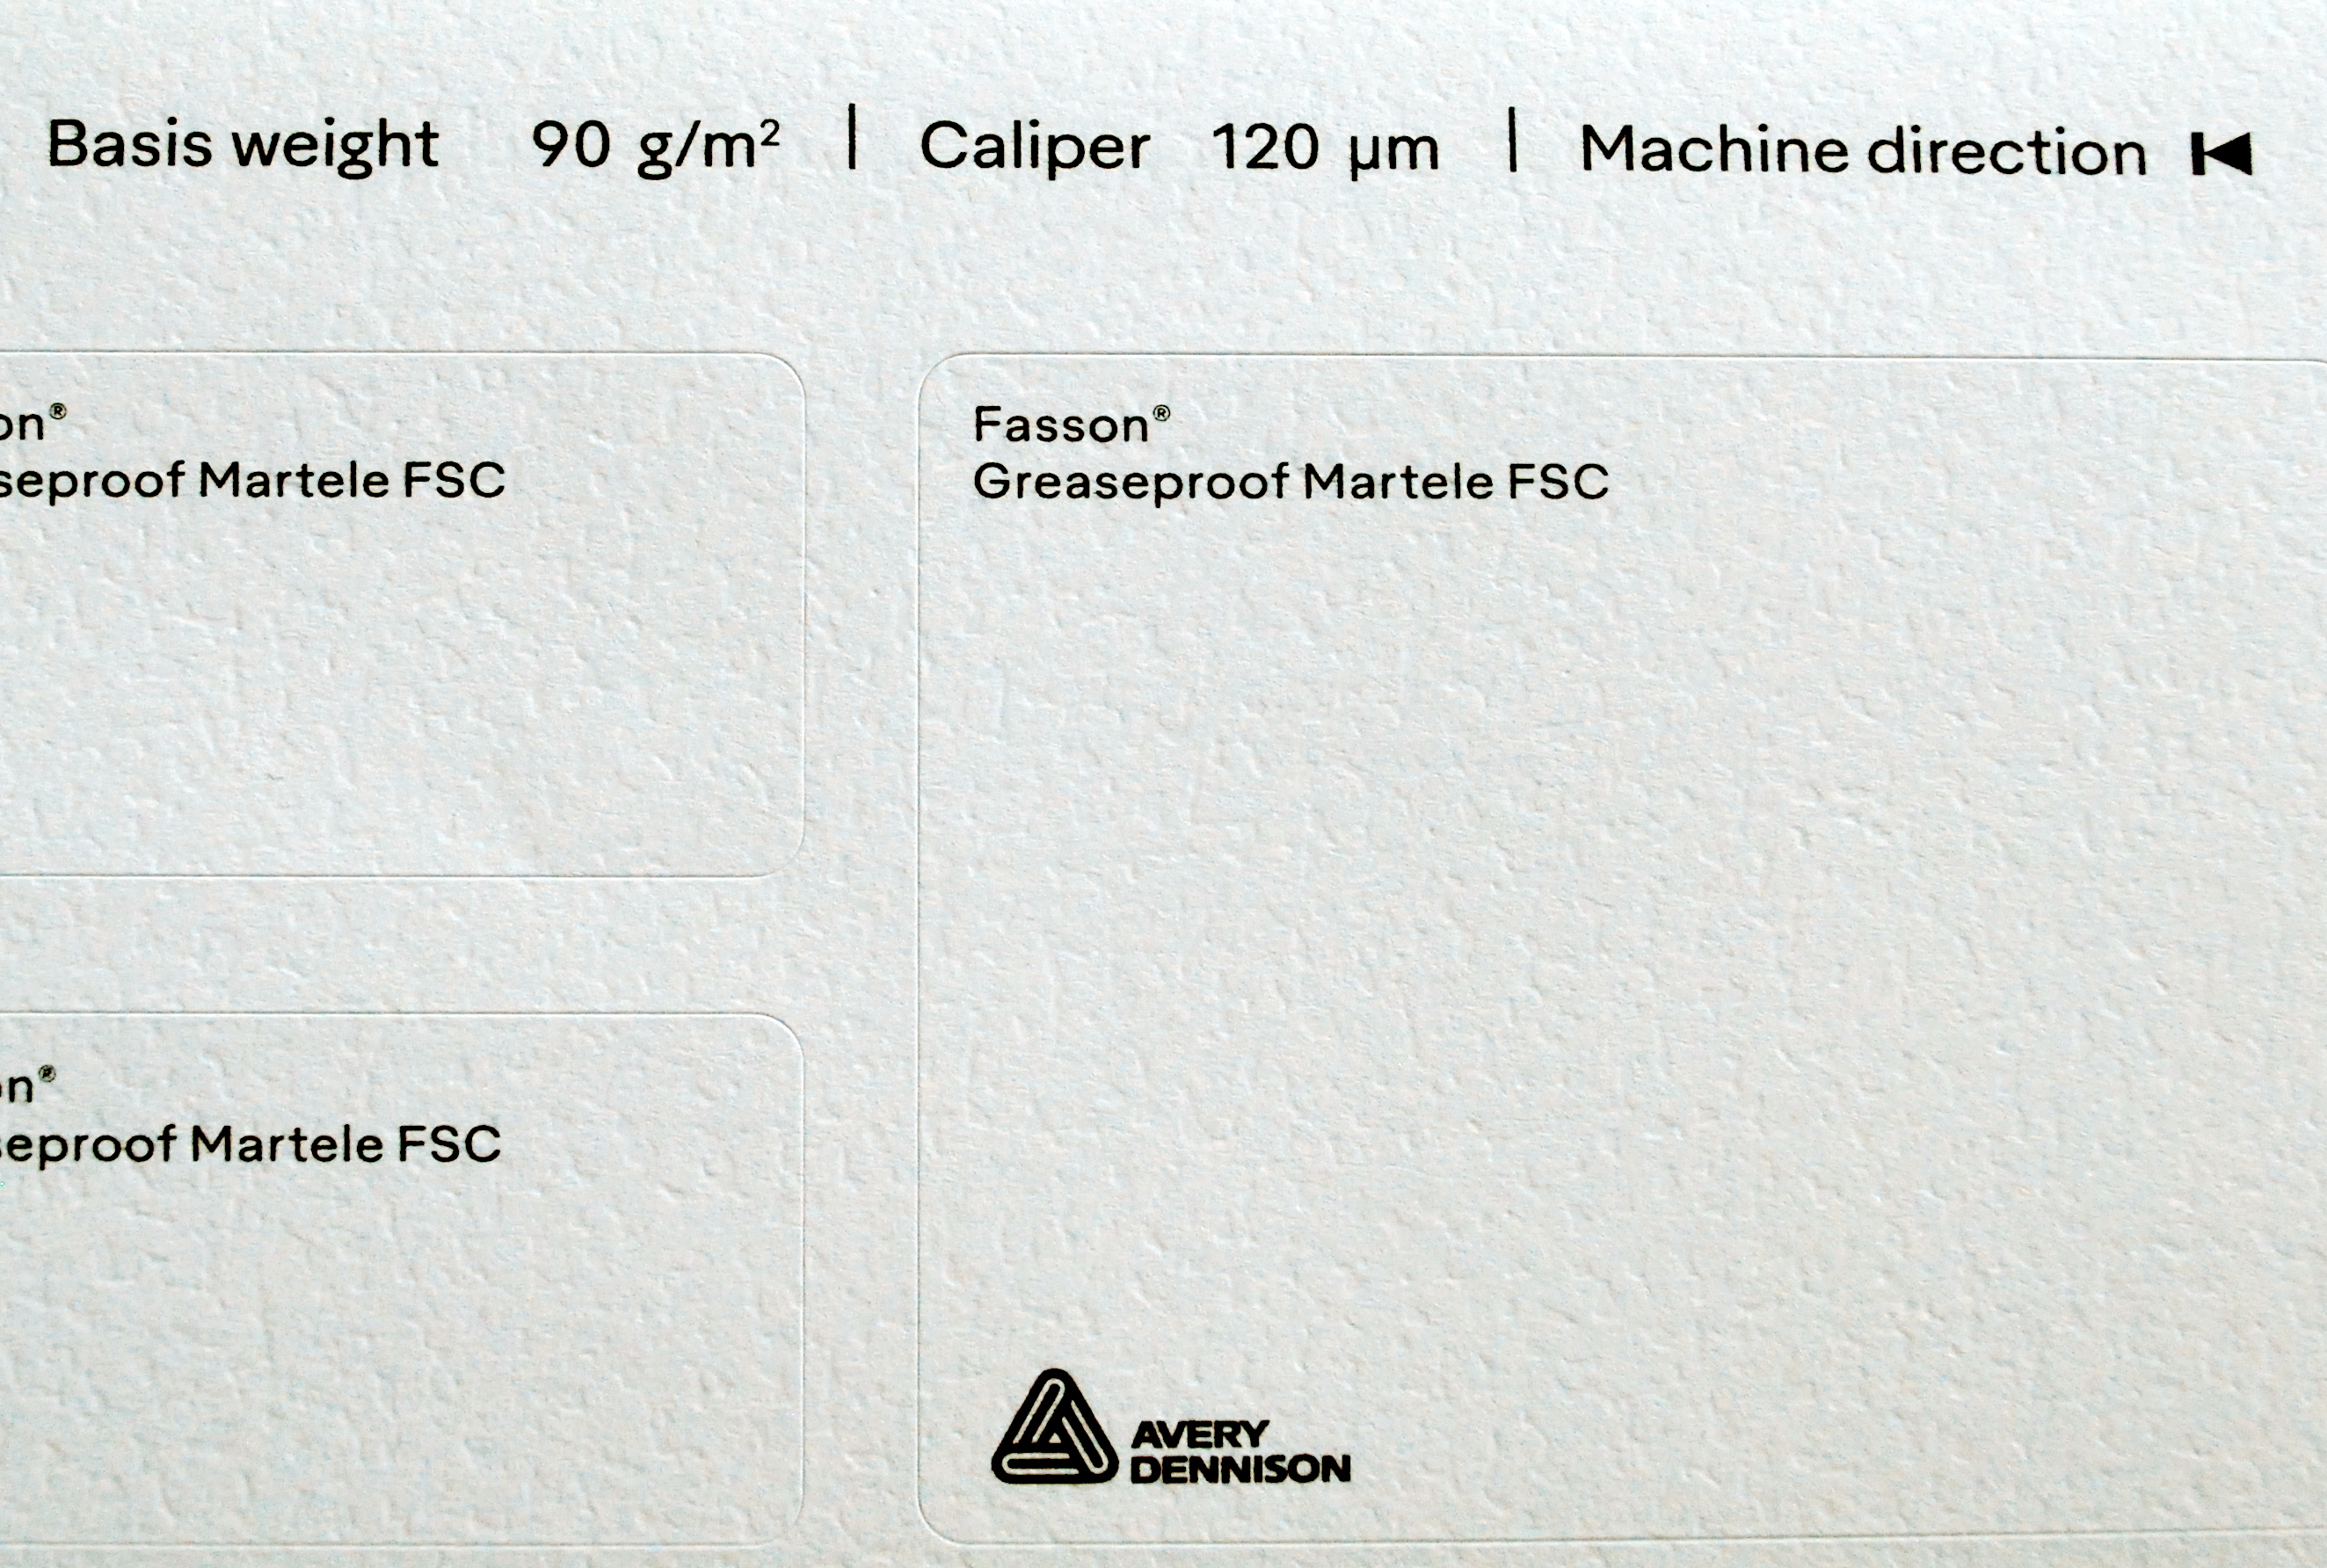 Basis weight 90 g/m² | Caliper 120 µm | Machine direction
on®
seproof Martele FSC
Fasson®
Greaseproof Martele FSC
n®
eproof Martele FSC
AVERY
DENNISON